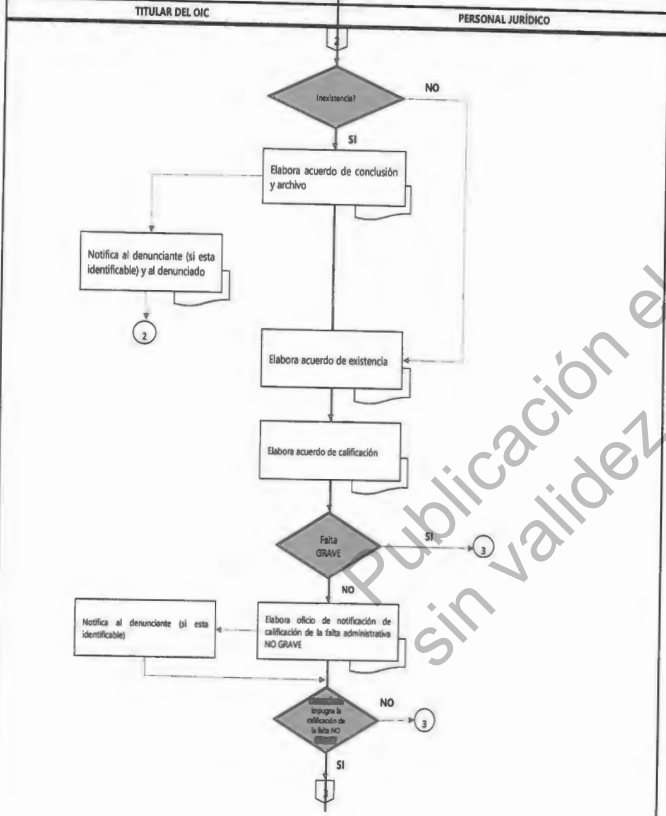 TITULAR DEL OIC
PERSONAL JURÍDICO
2
Inexistencia?
NO
SI
Elabora acuerdo de conclusión
y archivo
Notifica al denunciante (si esta
identificable) y al denunciado
2
Elabora acuerdo de existencia
Elabora acuerdo de calificación
Falta
GRAVE
SI
3
NO
Elabora oficio de notificación de
calificación de la falta administrativa
NO GRAVE
Notifica al denunciante (si esta
identificable)
impugna la
calificación de
la falta NO
NO
3
SI
3
Publicación el
sin validez